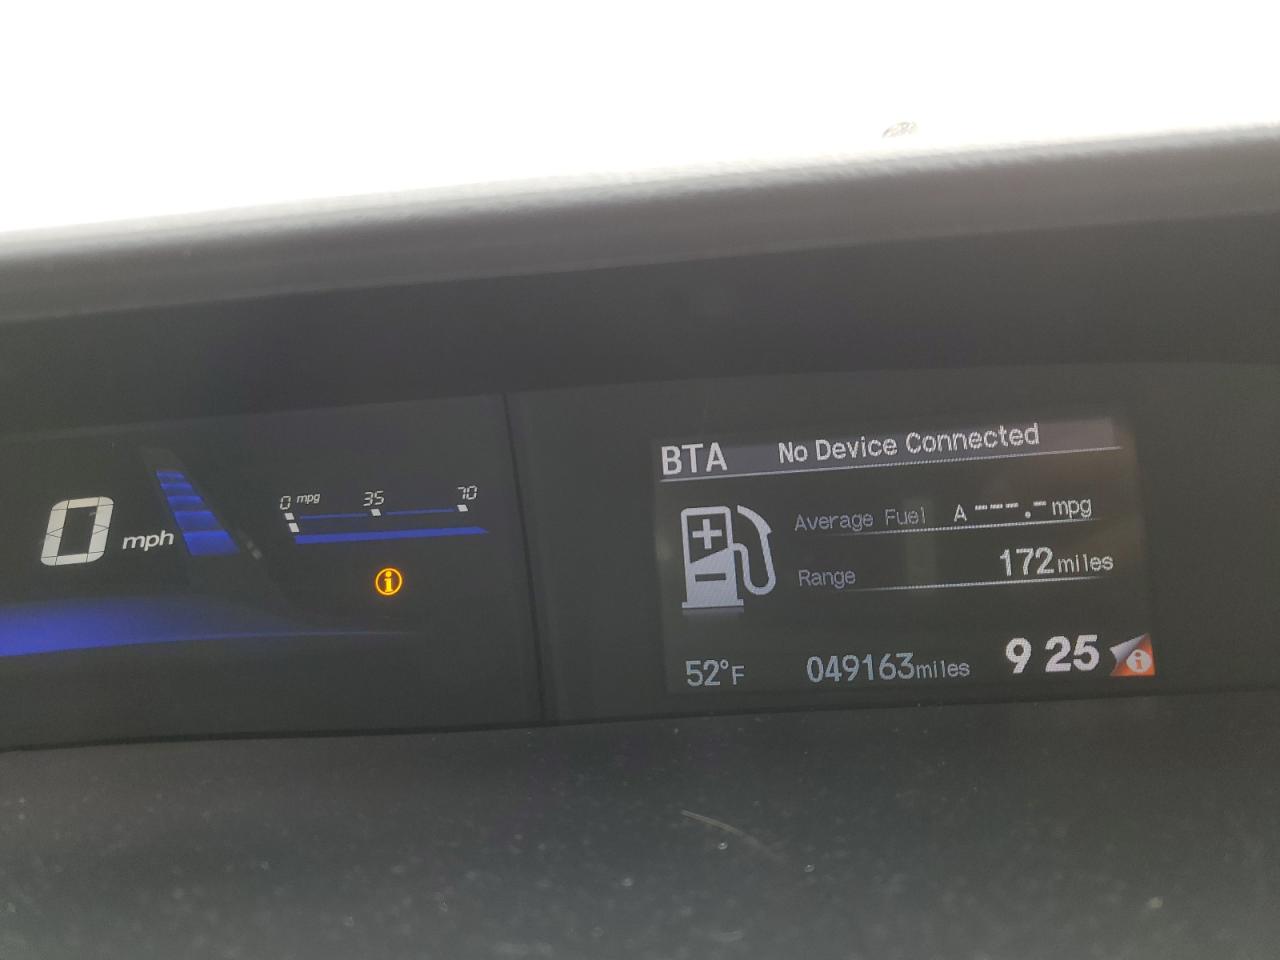 0 mph
0 mpg 35 70
BTA No Device Connected
Average Fuel A ---.- mpg
Range 172 miles
52°F 049163 miles 9 25